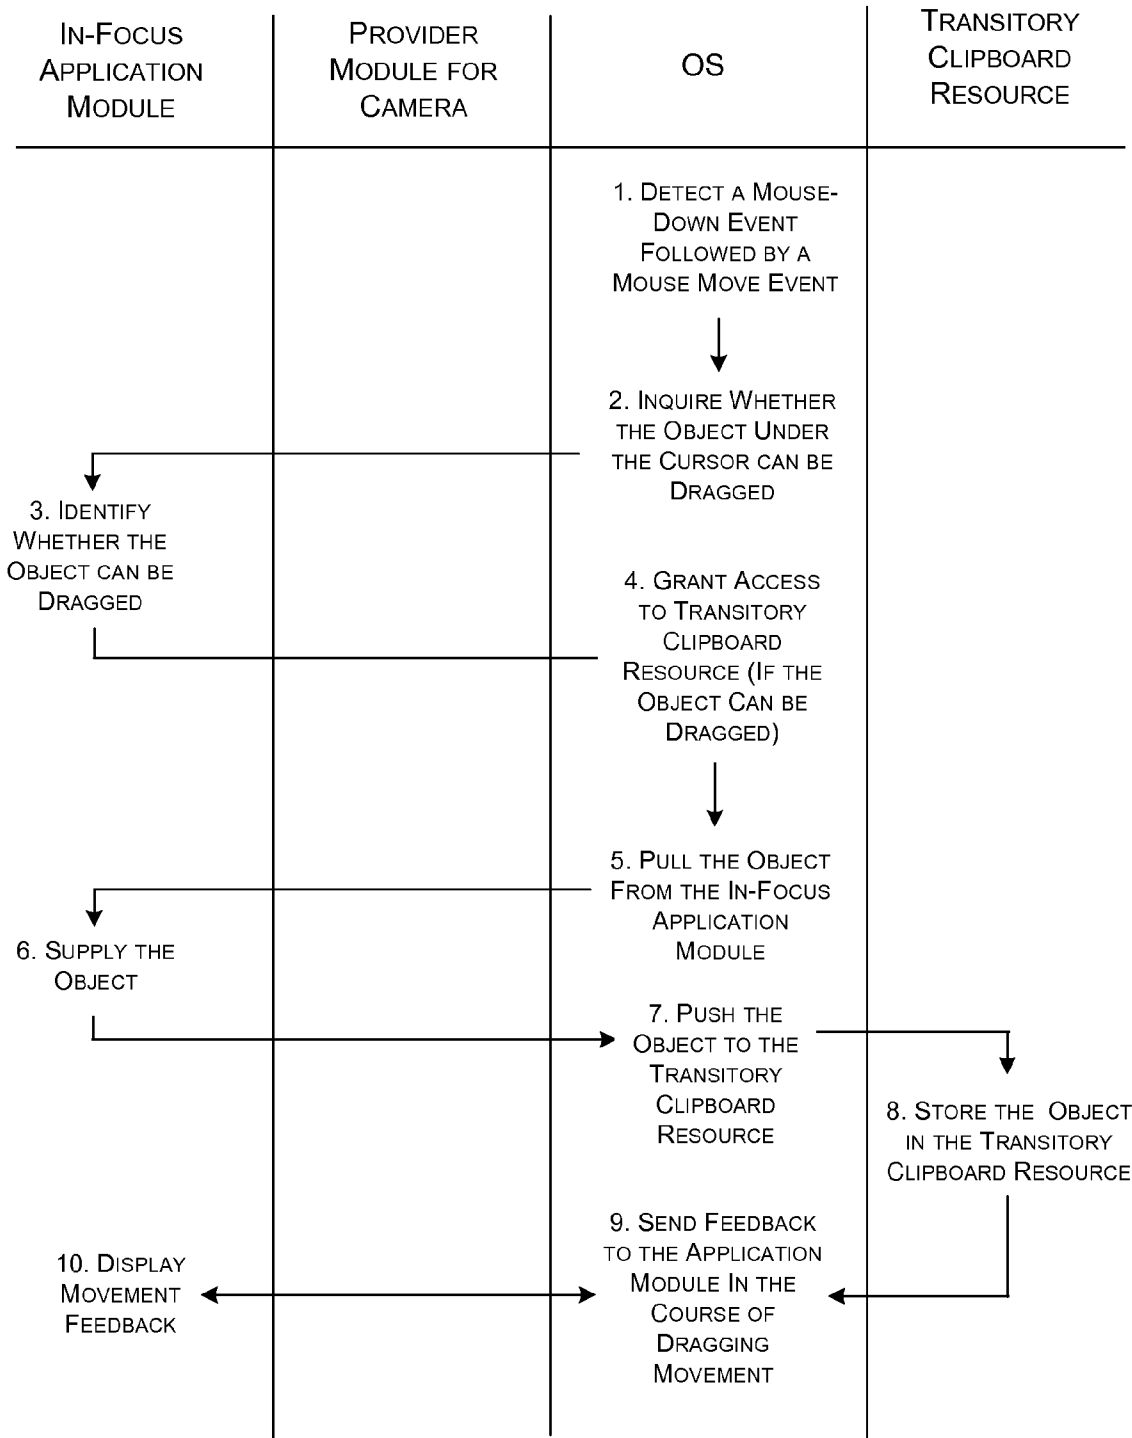 IN-FOCUS
APPLICATION
MODULE
PROVIDER
MODULE FOR
CAMERA
OS
TRANSITORY
CLIPBOARD
RESOURCE
1. DETECT A MOUSE-
DOWN EVENT
FOLLOWED BY A
MOUSE MOVE EVENT
2. INQUIRE WHETHER
THE OBJECT UNDER
THE CURSOR CAN BE
DRAGGED
3. IDENTIFY
WHETHER THE
OBJECT CAN BE
DRAGGED
4. GRANT ACCESS
TO TRANSITORY
CLIPBOARD
RESOURCE (IF THE
OBJECT CAN BE
DRAGGED)
5. PULL THE OBJECT
FROM THE IN-FOCUS
APPLICATION
MODULE
6. SUPPLY THE
OBJECT
7. PUSH THE
OBJECT TO THE
TRANSITORY
CLIPBOARD
RESOURCE
8. STORE THE OBJECT
IN THE TRANSITORY
CLIPBOARD RESOURCE
9. SEND FEEDBACK
TO THE APPLICATION
MODULE IN THE
COURSE OF
DRAGGING
MOVEMENT
10. DISPLAY
MOVEMENT
FEEDBACK